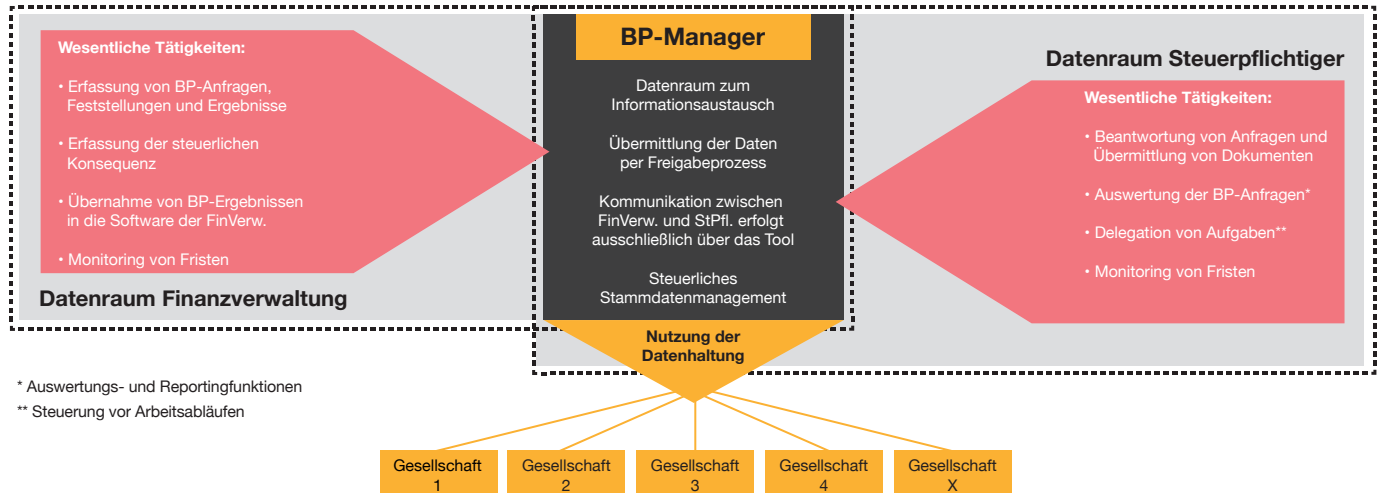 Wesentliche Tätigkeiten:
• Erfassung von BP-Anfragen,
Feststellungen und Ergebnisse
• Erfassung der steuerlichen
Konsequenz
• Übernahme von BP-Ergebnissen
in die Software der FinVerw.
• Monitoring von Fristen
Datenraum Finanzverwaltung
BP-Manager
Datenraum zum
Informationsaustausch
Übermittlung der Daten
per Freigabeprozess
Kommunikation zwischen
FinVerw. und StPfl. erfolgt
ausschließlich über das Tool
Steuerliches
Stammdatenmanagement
Nutzung der
Datenhaltung
Datenraum Steuerpflichtiger
Wesentliche Tätigkeiten:
• Beantwortung von Anfragen und
Übermittlung von Dokumenten
• Auswertung der BP-Anfragen*
• Delegation von Aufgaben**
• Monitoring von Fristen
* Auswertungs- und Reportingfunktionen
** Steuerung vor Arbeitsabläufen
Gesellschaft
1
Gesellschaft
2
Gesellschaft
3
Gesellschaft
4
Gesellschaft
X